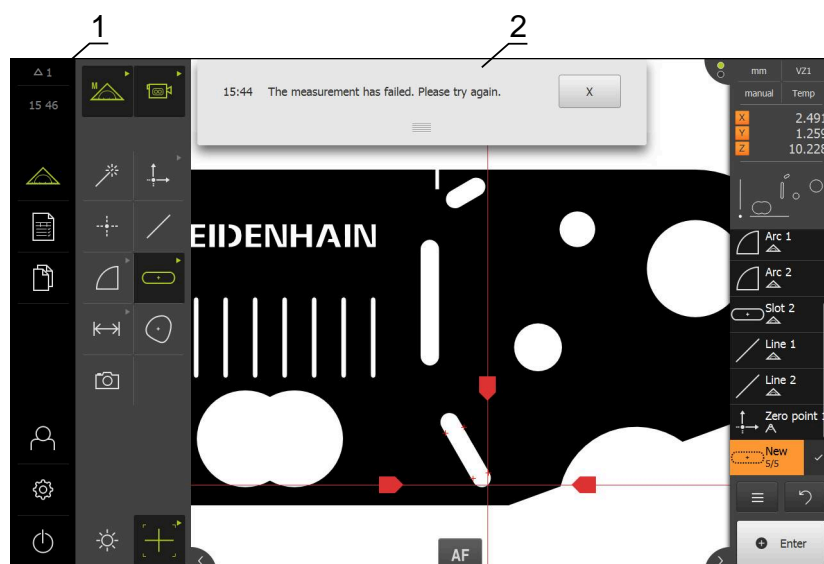 1
2
△ 1
15 46
M
15:44 The measurement has failed. Please try again. X
mm VZ1
manual Temp
X 2.491
Y 1.259
Z 10.228
EIDENHAIN
Arc 1
Arc 2
Slot 2
Line 1
Line 2
Zero point 1
New
5/5
Enter
AF